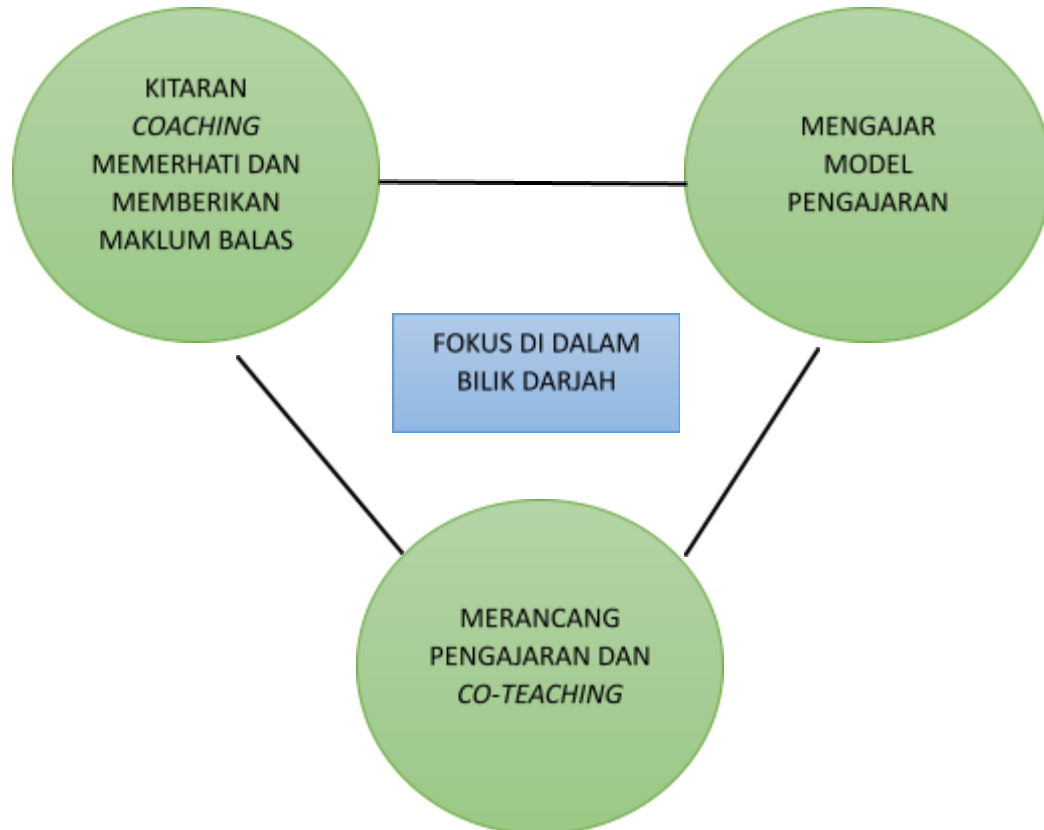 KITARAN
COACHING
MEMERHATI DAN
MEMBERIKAN
MAKLUM BALAS
MENGAJAR
MODEL
PENGAJARAN
FOKUS DI DALAM
BILIK DARJAH
MERANCANG
PENGAJARAN DAN
CO-TEACHING